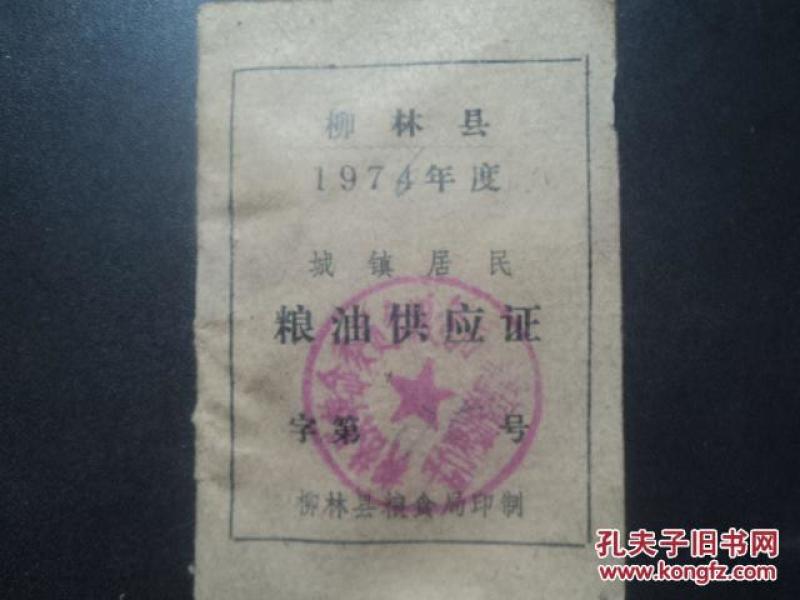 柳林县
1974年度
城镇居民
粮油供应证
字第 号
柳林县粮食局印制
孔夫子旧书网
www.kongfz.com